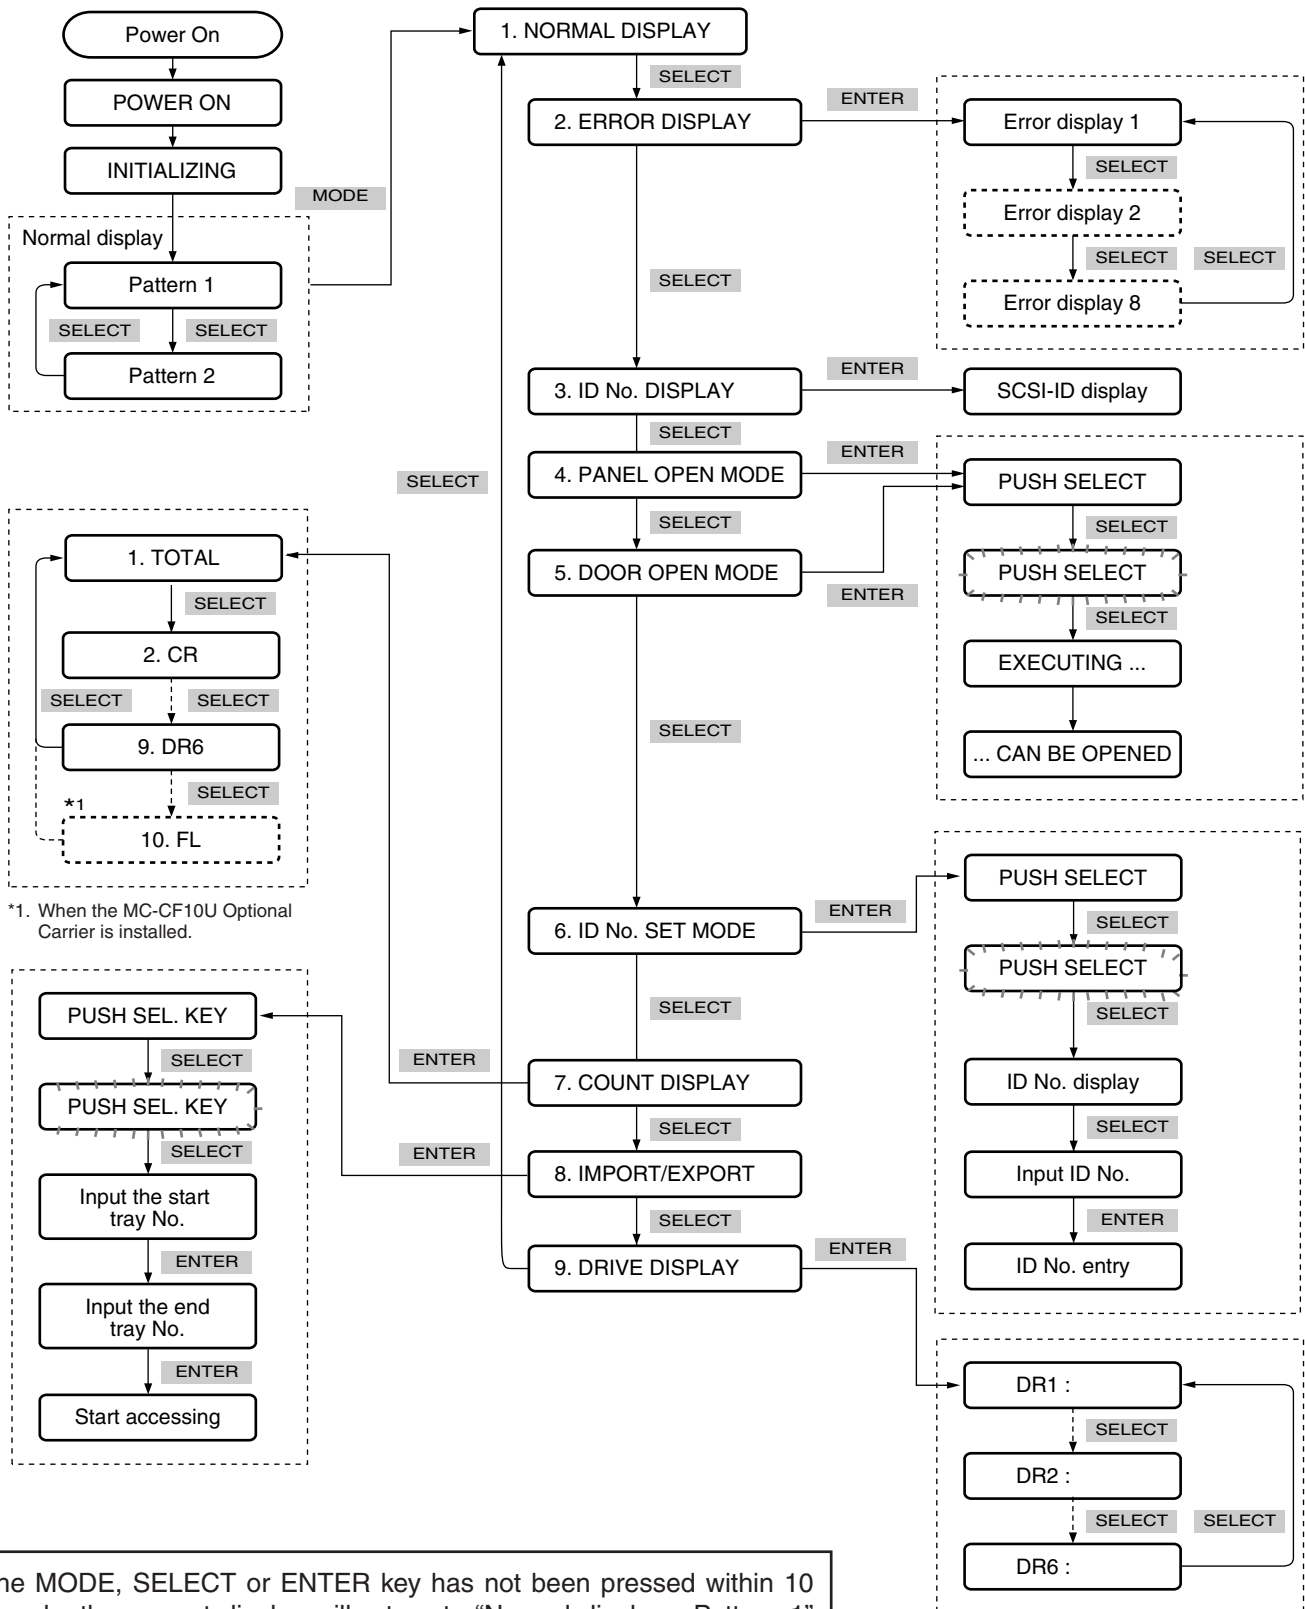 Power On
POWER ON
INITIALIZING
MODE
Normal display
Pattern 1
SELECT
SELECT
Pattern 2
1. NORMAL DISPLAY
SELECT
2. ERROR DISPLAY
ENTER
Error display 1
SELECT
Error display 2
SELECT
SELECT
Error display 8
SELECT
3. ID No. DISPLAY
ENTER
SCSI-ID display
SELECT
4. PANEL OPEN MODE
ENTER
SELECT
5. DOOR OPEN MODE
ENTER
PUSH SELECT
SELECT
PUSH SELECT
SELECT
EXECUTING ...
... CAN BE OPENED
SELECT
SELECT
1. TOTAL
SELECT
2. CR
SELECT
SELECT
9. DR6
SELECT
*1
10. FL
*1. When the MC-CF10U Optional
Carrier is installed.
6. ID No. SET MODE
ENTER
PUSH SELECT
SELECT
PUSH SELECT
SELECT
ID No. display
SELECT
Input ID No.
ENTER
ID No. entry
SELECT
7. COUNT DISPLAY
ENTER
SELECT
8. IMPORT/EXPORT
ENTER
SELECT
9. DRIVE DISPLAY
ENTER
PUSH SEL. KEY
SELECT
PUSH SEL. KEY
SELECT
Input the start
tray No.
ENTER
Input the end
tray No.
ENTER
Start accessing
DR1 :
SELECT
DR2 :
SELECT
SELECT
DR6 :
MODE, SELECT or ENTER key has not been pressed within 10